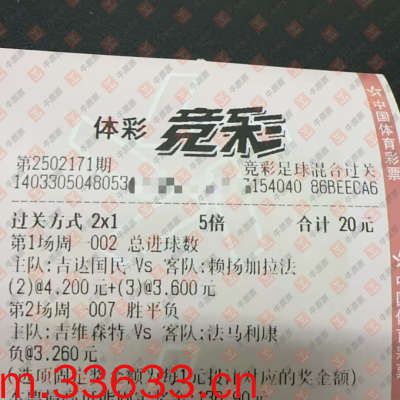 体彩 竞彩
第2502171期 竞彩足球混合过关
1403305048053 154040 86BEECA6
过关方式 2x1 5倍 合计 20元
第1场周 002 总进球数
主队:吉达国民 Vs 客队:赖扬加拉法
(2)@4.200元+(3)@3.600元
第2场周 007 胜平负
主队:吉维森特 Vs 客队:法马利康
负@3.260元
m.33633.cn
中国体育彩票